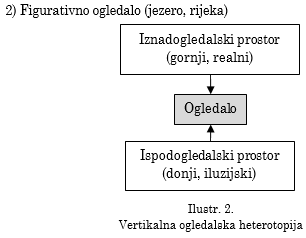 2) Figurativno ogledalo (jezero, rijeka)
Iznadogledalski prostor
(gornji, realni)
Ogledalo
Ispodogledalski prostor
(donji, iluzijski)
Ilustr. 2.
Vertikalna ogledalska heterotopija